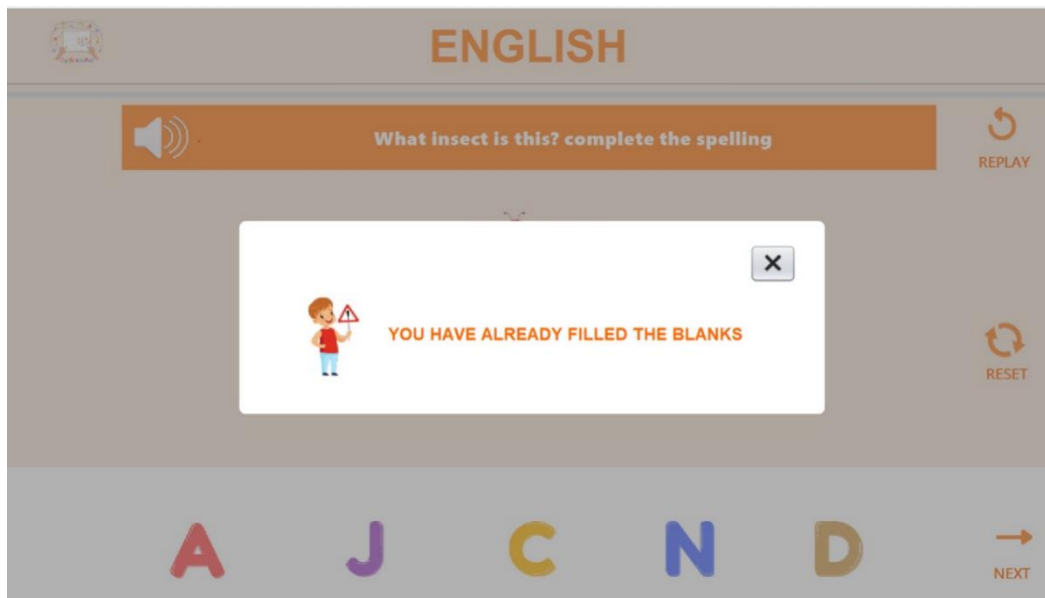 ENGLISH
What insect is this? complete the spelling
REPLAY
YOU HAVE ALREADY FILLED THE BLANKS
RESET
A J C N D
NEXT